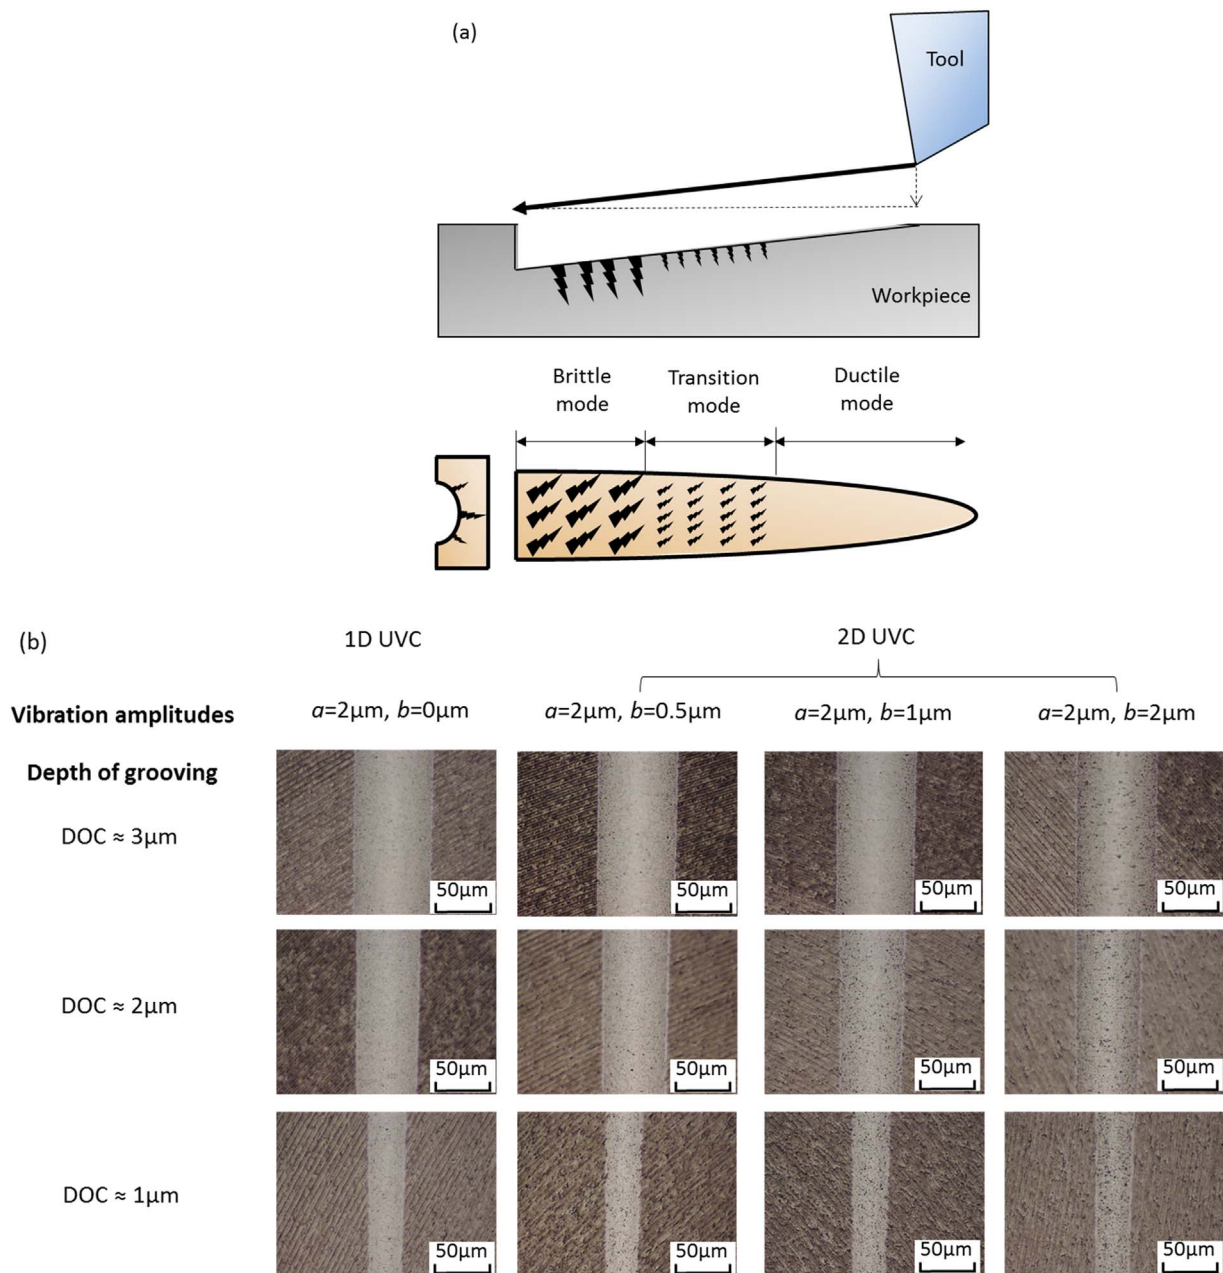 (a)
Tool
Workpiece
Brittle mode
Transition mode
Ductile mode
(b)
1D UVC
2D UVC
Vibration amplitudes
a=2μm, b=0μm
a=2μm, b=0.5μm
a=2μm, b=1μm
a=2μm, b=2μm
Depth of grooving
DOC ≈ 3μm
50μm
50μm
50μm
50μm
DOC ≈ 2μm
50μm
50μm
50μm
50μm
DOC ≈ 1μm
50μm
50μm
50μm
50μm